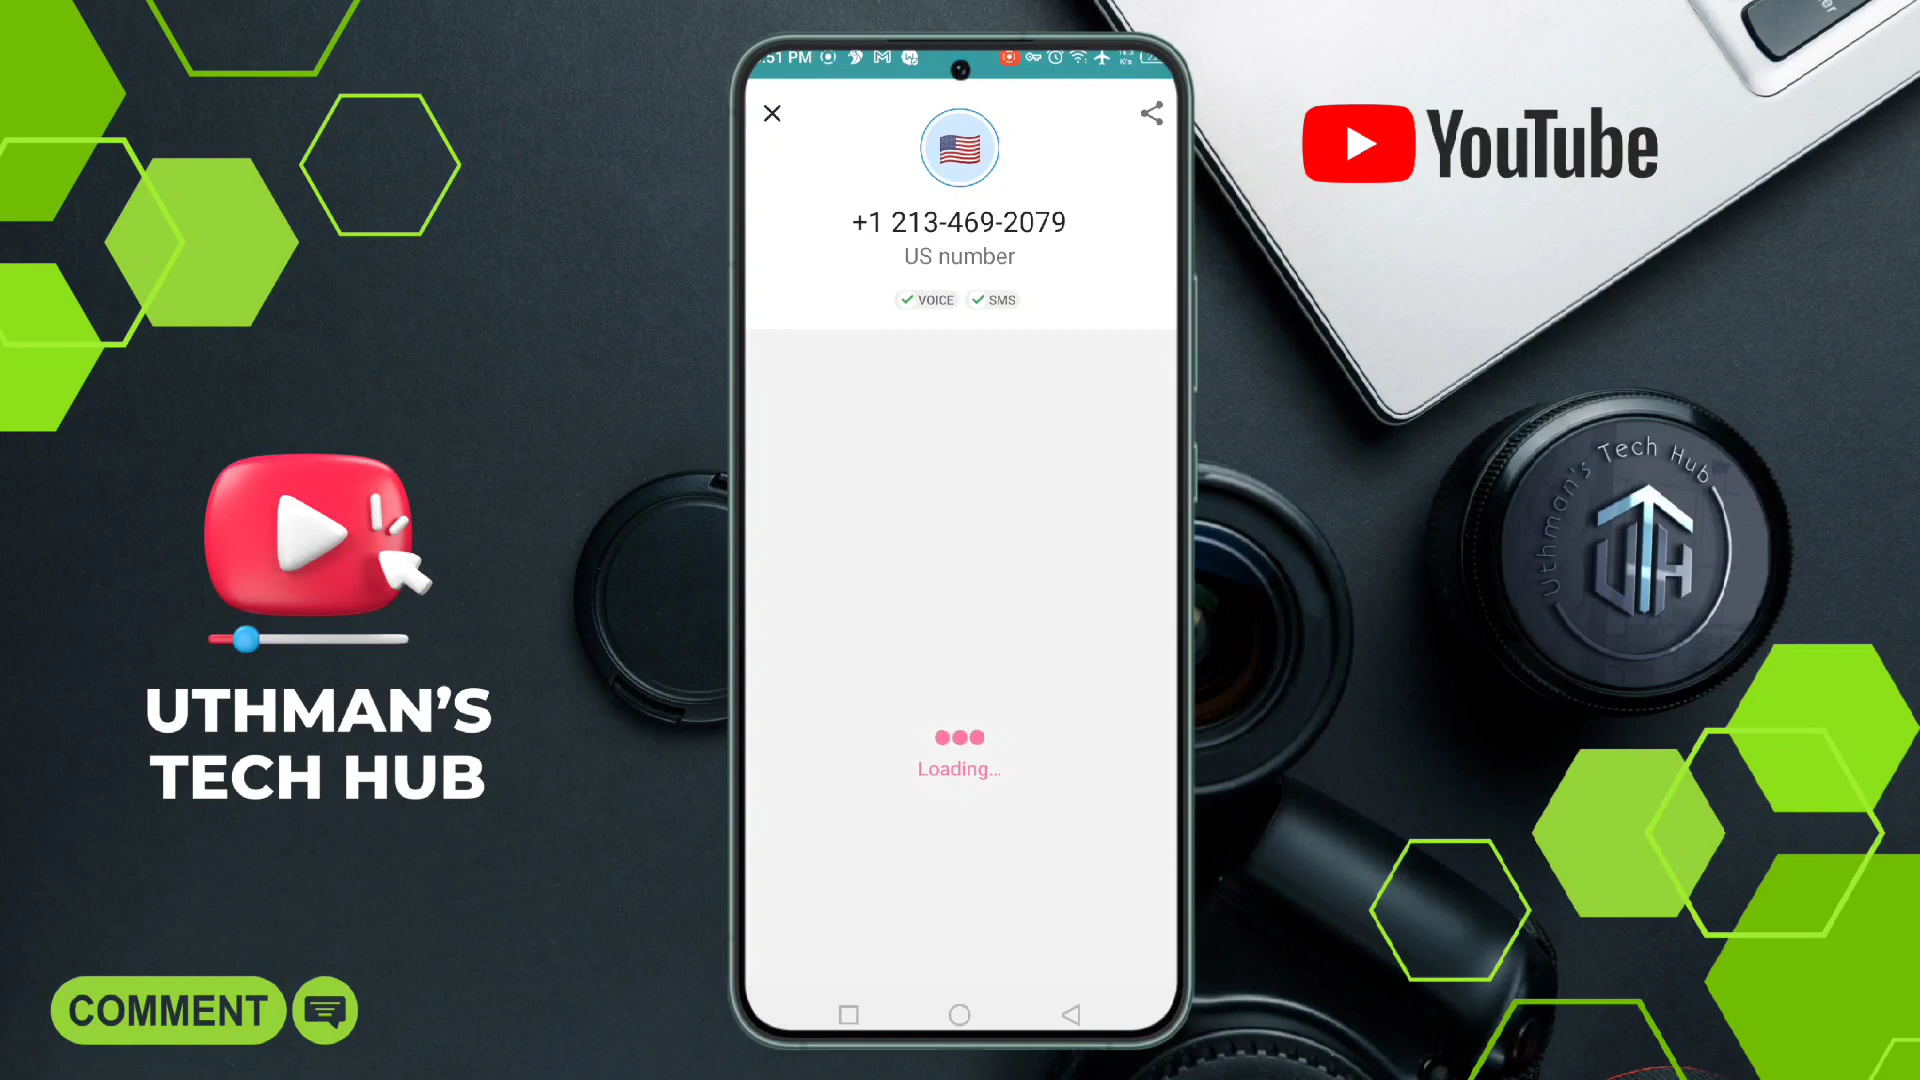 :51 PM
K/s
+1 213-469-2079
US number
VOICE
SMS
Loading...
YouTube
Uthman's Tech Hub
UTH
UTHMAN'S
TECH HUB
COMMENT